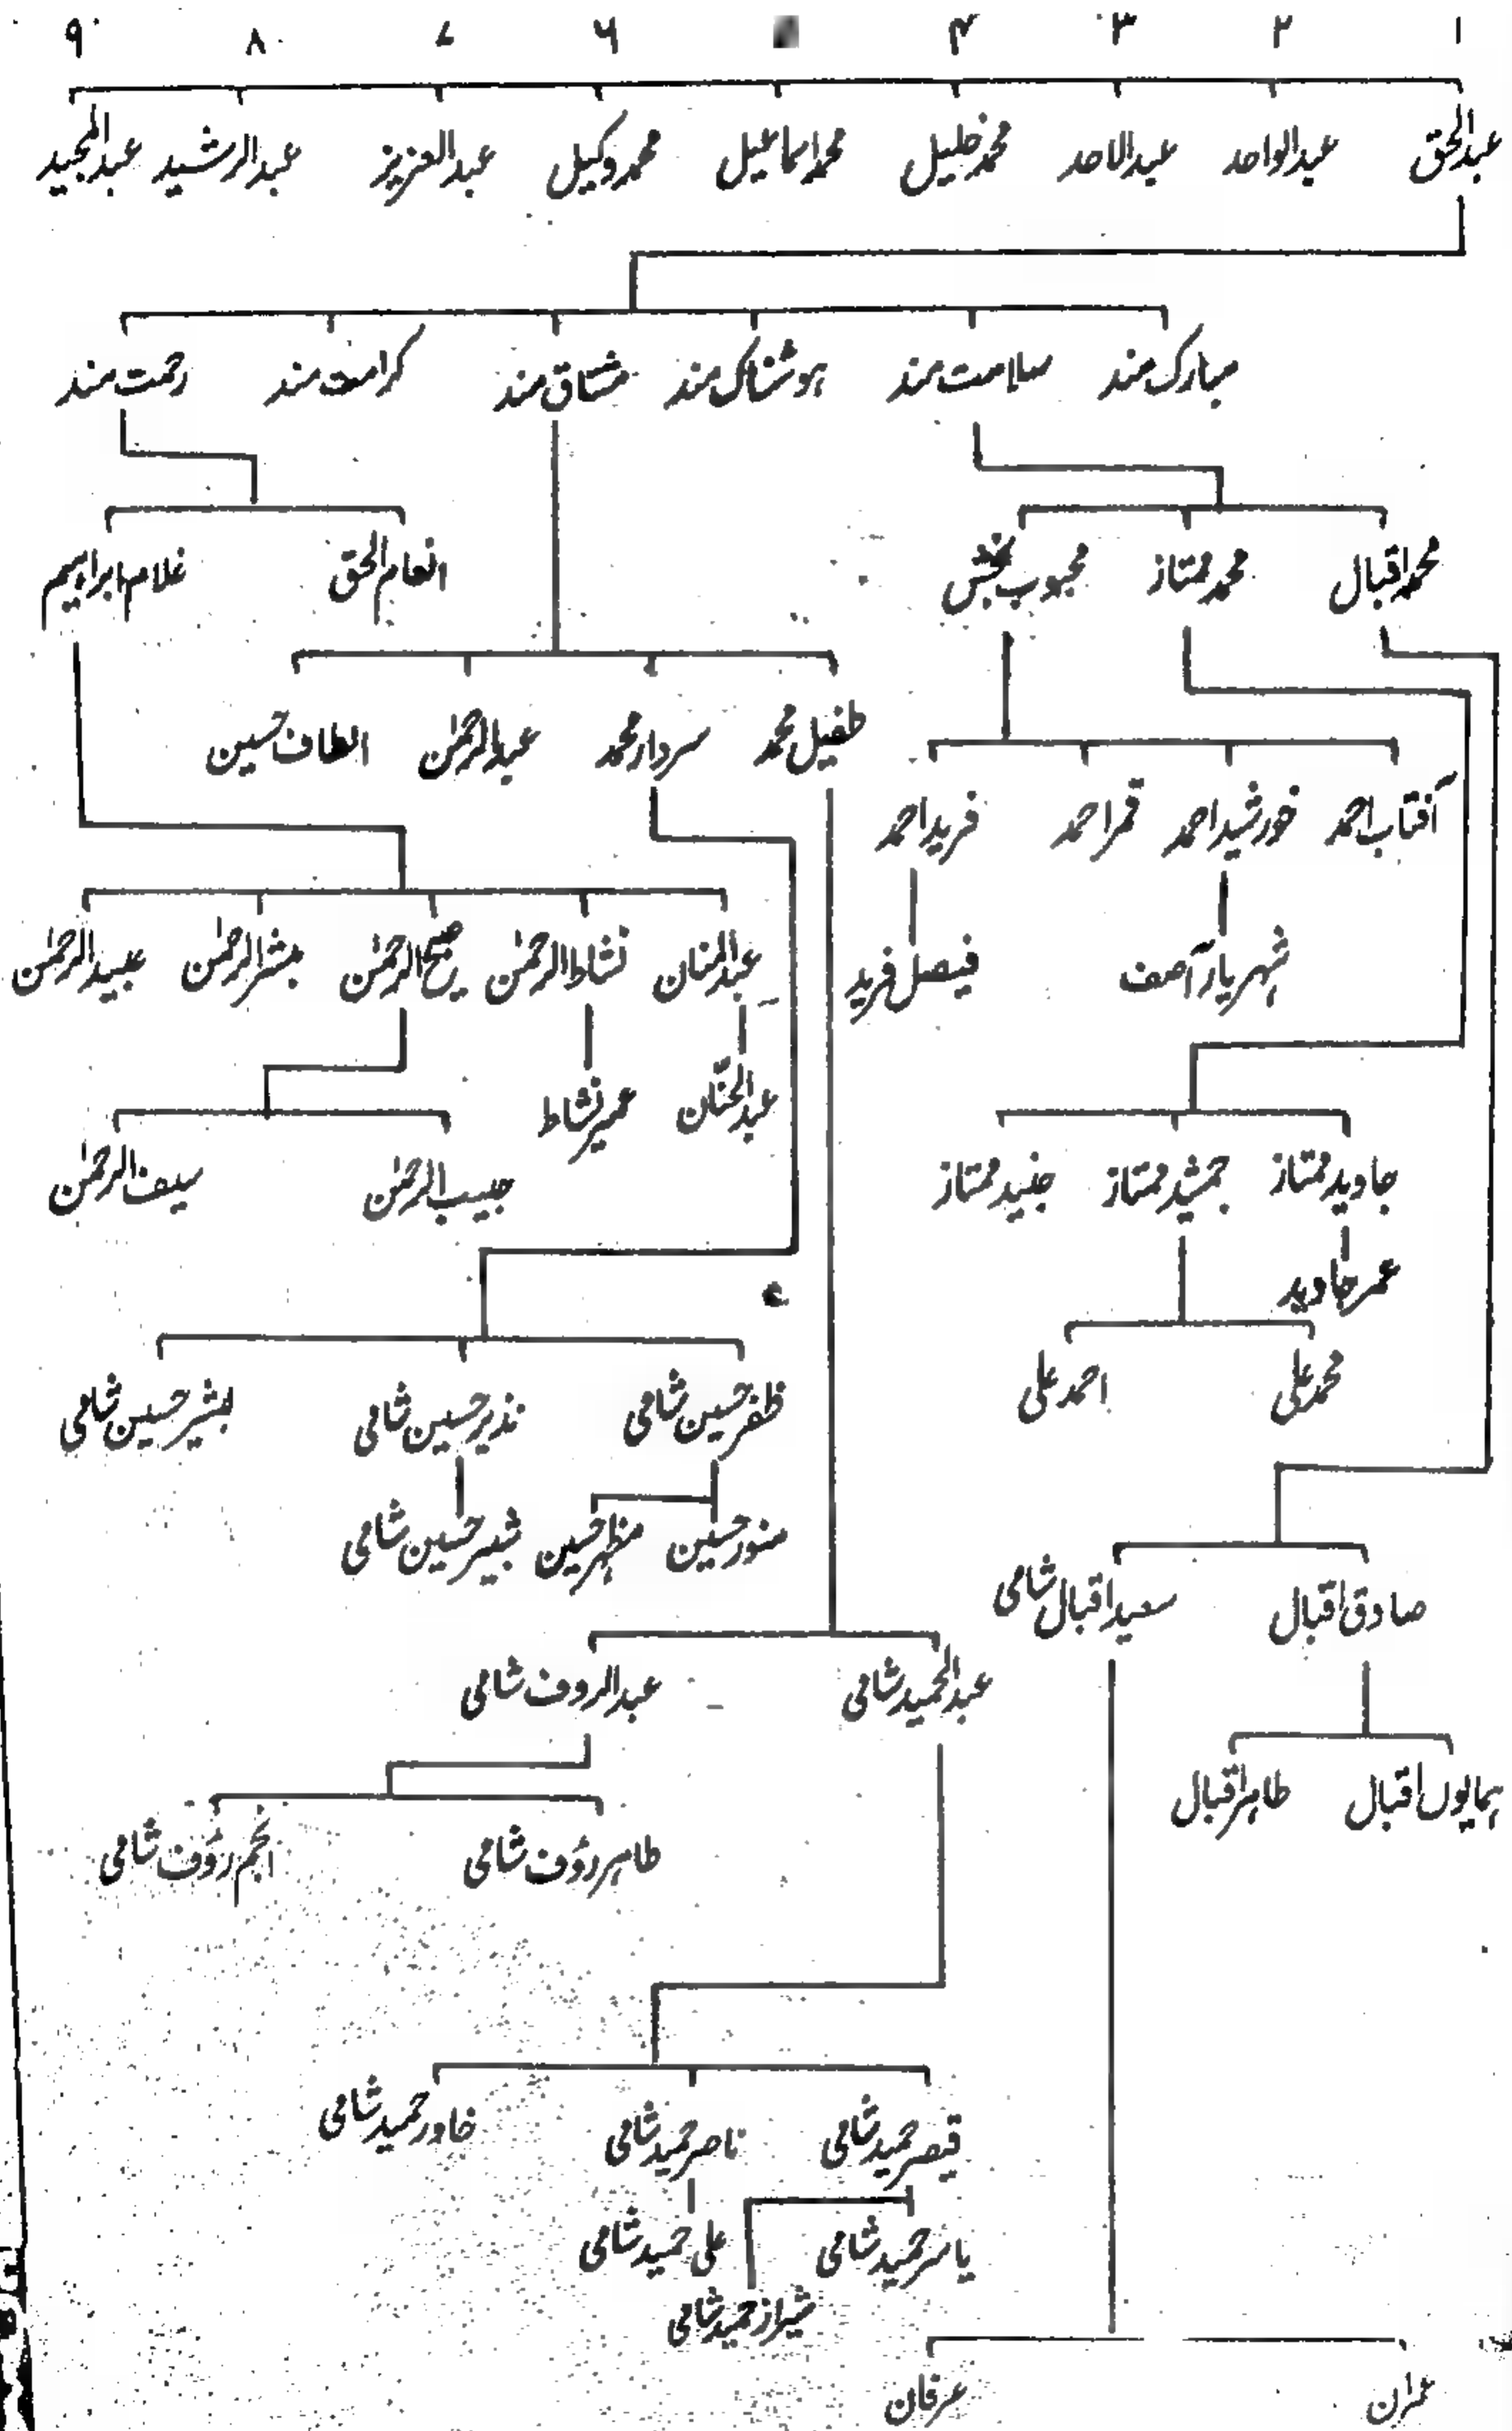 ۱ ۲ ۳ ۴ ۶ ۷ ۸ ۹
عبدالحق عبدالواحد عبدالاحد محمد خلیل محمد اسماعیل محمد وکیل عبدالعزیز عبدالرشید عبدالمجید
مبارک مند سلامت مند ہوشناک مند مشتاق مند کرامت مند رحمت مند
محمد اقبال محمد ممتاز محبوب بخش انعام الحق غلام ابراہیم
طفیل محمد سردار محمد عبدالرحمٰن الطاف حسین
آفتاب احمد خورشید احمد قمر احمد فرید احمد
شہریار آصف فیصل فرید عبدالمنان نشاط الرحمٰن صبیح الرحمٰن مبشر الرحمٰن عبید الرحمٰن
عبدالحنّان عمیر نشاط
جاوید ممتاز جمشید ممتاز جنید ممتاز حبیب الرحمٰن سیف الرحمٰن
عمر جاوید
محمد علی احمد علی ظفر حسین شامی نذیر حسین شامی بشیر حسین شامی
منور حسین مظہر حسین شبیر حسین شامی
صادق اقبال سعید اقبال شامی
عبدالحمید شامی عبدالروف شامی
ہمایوں اقبال طاہر اقبال
طاہر رؤف شامی انجم رؤف شامی
قیصر حمید شامی ناصر حمید شامی خاور حمید شامی
یاسر حمید شامی علی حمید شامی
شیراز حمید شامی
عمران عرفان